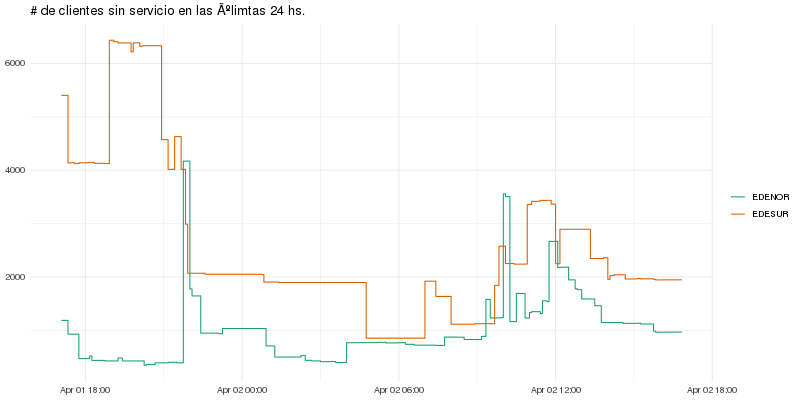 # de clientes sin servicio en las Ãºlimtas 24 hs.
6000
4000
2000
Apr 01 18:00
Apr 02 00:00
Apr 02 06:00
Apr 02 12:00
Apr 02 18:00
EDENOR
EDESUR